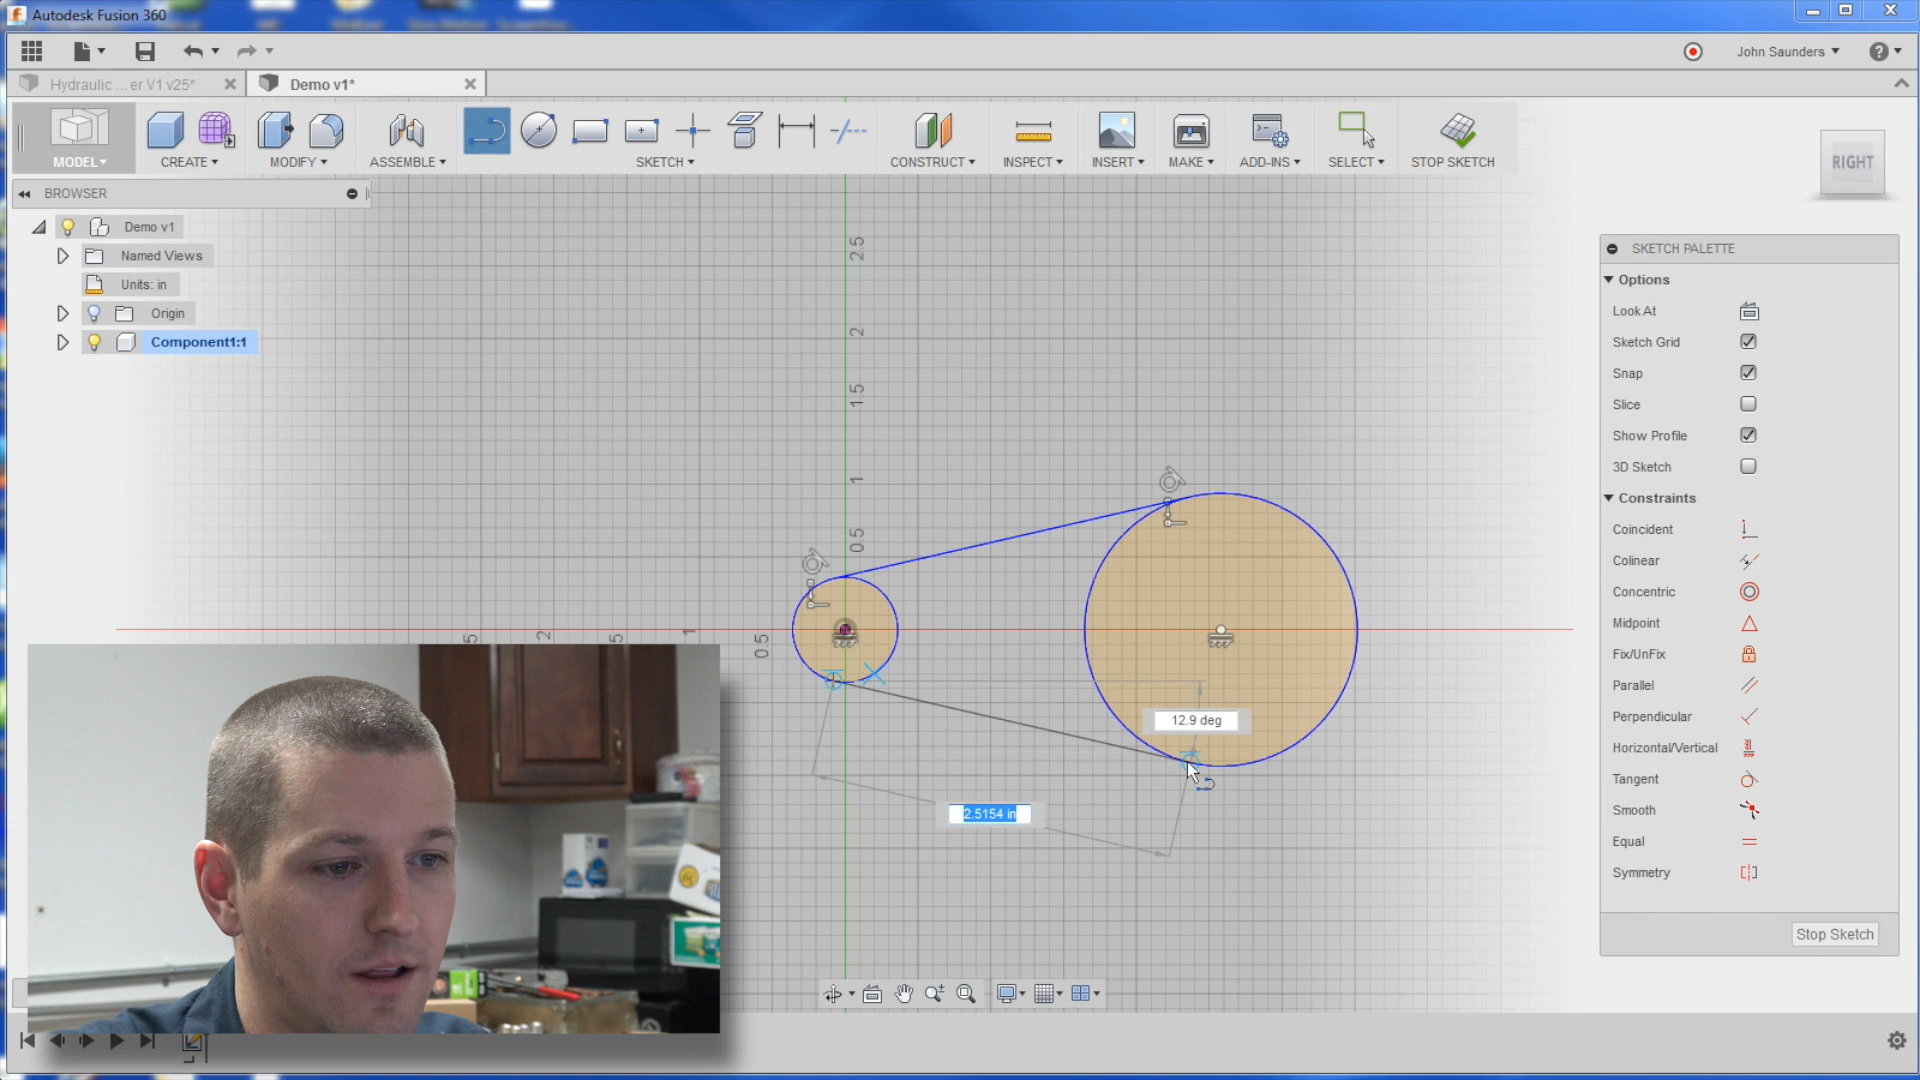 Autodesk Fusion 360
John Saunders
Hydraulic ...er V1 v25*
Demo v1*
MODEL
CREATE
MODIFY
ASSEMBLE
SKETCH
CONSTRUCT
INSPECT
INSERT
MAKE
ADD-INS
SELECT
STOP SKETCH
RIGHT
BROWSER
Demo v1
Named Views
Units: in
Origin
Component1:1
2.5
2
1.5
1
0.5
0.5
1
5
2
5
12.9 deg
2.5154 in
SKETCH PALETTE
Options
Look At
Sketch Grid
Snap
Slice
Show Profile
3D Sketch
Constraints
Coincident
Colinear
Concentric
Midpoint
Fix/UnFix
Parallel
Perpendicular
Horizontal/Vertical
Tangent
Smooth
Equal
Symmetry
Stop Sketch